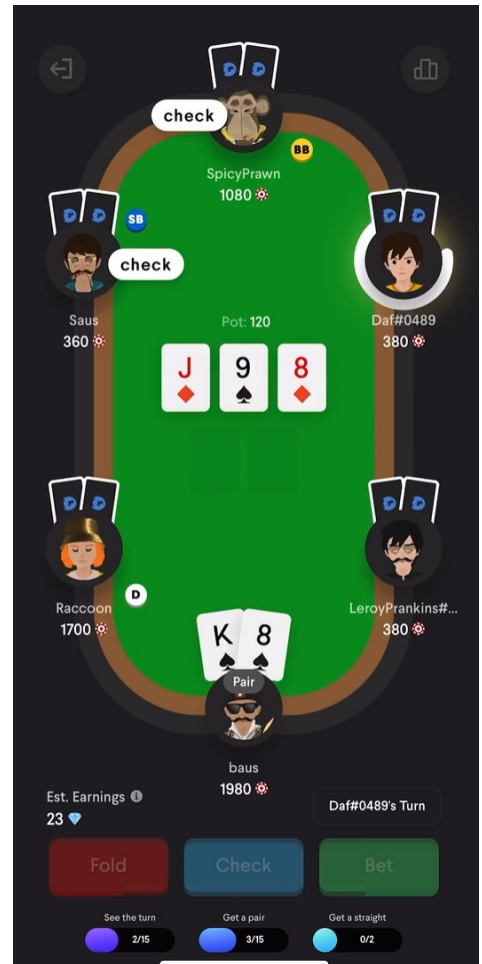 check
BB
SpicyPrawn
1080
SB
check
Saus
360
Daf#0489
380
Pot: 120
J
9
8
Raccoon
1700
D
LeroyPrankins#...
380
K
8
Pair
baus
1980
Est. Earnings i
23
Daf#0489's Turn
Fold
Check
Bet
See the turn
Get a pair
Get a straight
2/15
3/15
0/2